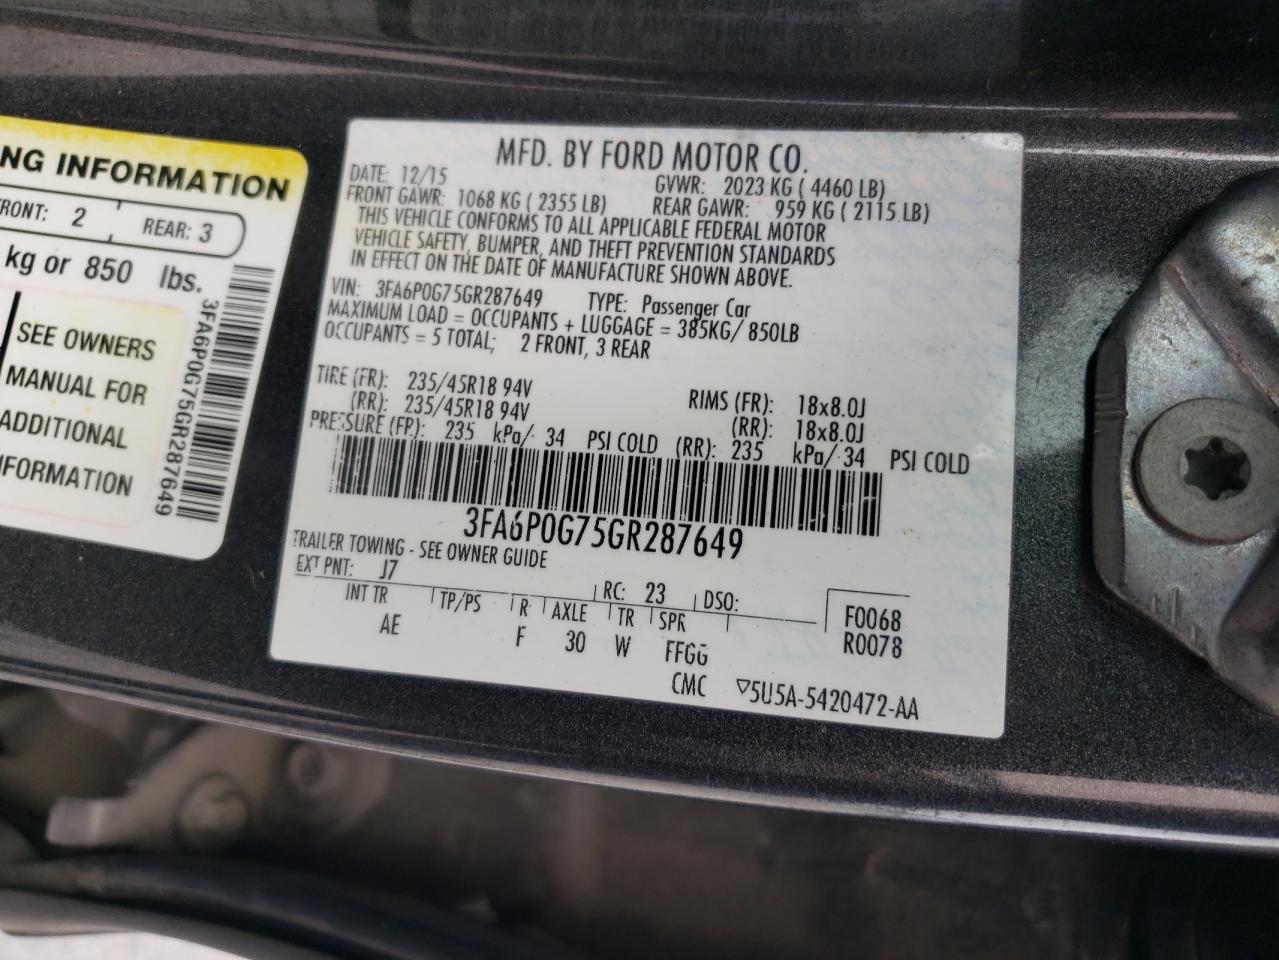 NG INFORMATION
FRONT: 2
REAR: 3
kg or 850 lbs.
SEE OWNERS
MANUAL FOR
ADDITIONAL
3FA6P0G75GR287649
MFD. BY FORD MOTOR CO.
DATE: 12/15 GVWR: 2023 KG ( 4460 LB)
FRONT GAWR: 1068 KG ( 2355 LB) REAR GAWR: 959 KG ( 2115 LB)
THIS VEHICLE CONFORMS TO ALL APPLICABLE FEDERAL MOTOR
VEHICLE SAFETY, BUMPER, AND THEFT PREVENTION STANDARDS
IN EFFECT ON THE DATE OF MANUFACTURE SHOWN ABOVE.
VIN: 3FA6P0G75GR287649 TYPE: Passenger Car
MAXIMUM LOAD = OCCUPANTS + LUGGAGE = 385KG/ 850LB
OCCUPANTS = 5 TOTAL; 2 FRONT, 3 REAR
TIRE (FR): 235/45R18 94V RIMS (FR): 18x8.0J
(RR): 235/45R18 94V (RR): 18x8.0J
PRESSURE (FR): 235 kPa/ 34 PSI COLD (RR): 235 kPa/ 34 PSI COLD
3FA6P0G75GR287649
TRAILER TOWING - SEE OWNER GUIDE
EXT PNT: J7 RC: 23 DSO:
INT TR TP/PS R AXLE TR SPR
AE F 30 W FFGG
CMC
F0068
R0078
▽5U5A-5420472-AA